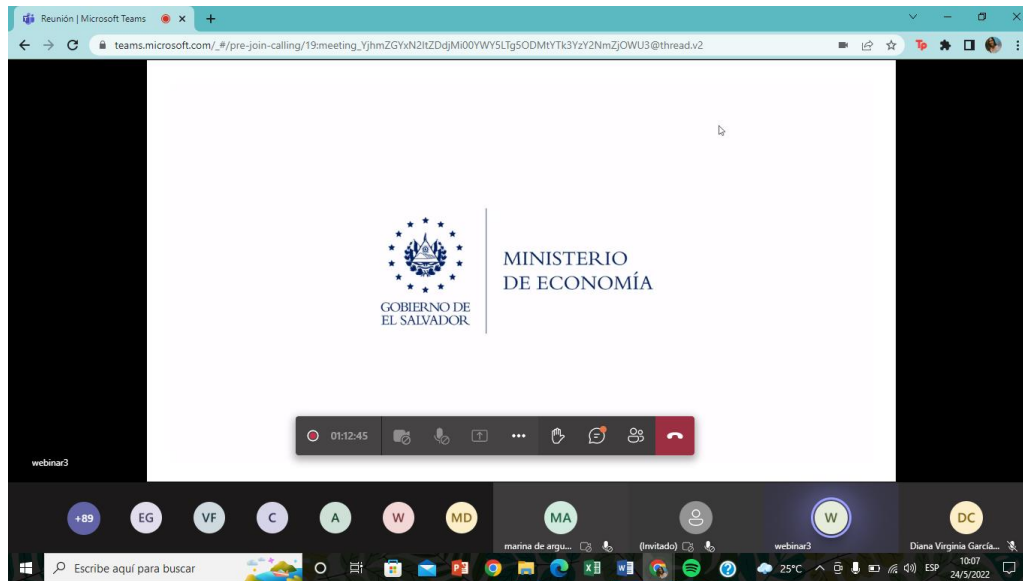 Reunión | Microsoft Teams
teams.microsoft.com/_#/pre-join-calling/19:meeting_YjhmZGYxN2ItZDdjMi00YWY5LTg5ODMtYTk3YzY2NmZjOWU3@thread.v2
MINISTERIO
DE ECONOMÍA
GOBIERNO DE
EL SALVADOR
01:12:45
webinar3
+89
EG
VF
C
A
W
MD
MA
W
DC
marina de argu...
(Invitado)
webinar3
Diana Virginia García...
Escribe aquí para buscar
25°C
ESP
10:07
24/5/2022